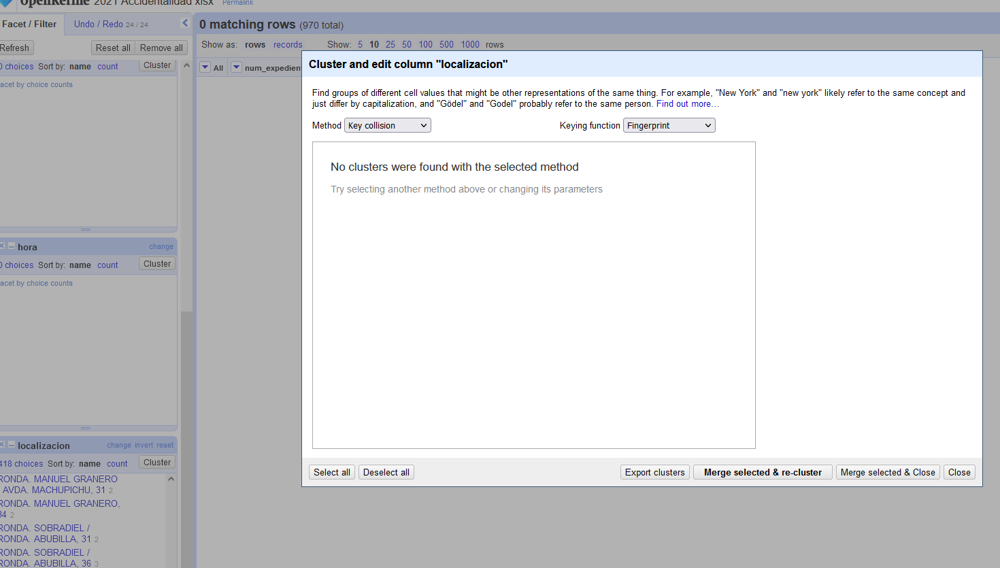 openRefine 2021 Accidentalidad xlsx Permalink
Facet / Filter Undo / Redo 24 / 24
Refresh Reset all Remove all
0 choices Sort by: name count Cluster
acet by choice counts
hora change
0 choices Sort by: name count Cluster
acet by choice counts
localizacion change invert reset
418 choices Sort by: name count Cluster
RONDA. MANUEL GRANERO
AVDA. MACHUPICHU, 31 2
RONDA. MANUEL GRANERO,
34 2
RONDA. SOBRADIEL /
RONDA. ABUBILLA, 31 2
RONDA. SOBRADIEL /
RONDA. ABUBILLA, 36 3
0 matching rows (970 total)
Show as: rows records Show: 5 10 25 50 100 500 1000 rows
All num_expedien
Cluster and edit column "localizacion"
Find groups of different cell values that might be other representations of the same thing. For example, "New York" and "new york" likely refer to the same concept and
just differ by capitalization, and "Gödel" and "Godel" probably refer to the same person. Find out more...
Method Key collision Keying function Fingerprint
No clusters were found with the selected method
Try selecting another method above or changing its parameters
Select all Deselect all Export clusters Merge selected & re-cluster Merge selected & Close Close